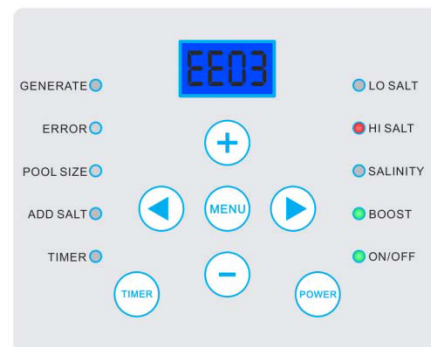 EE03
GENERATE
LO SALT
ERROR
HI SALT
+
POOL SIZE
SALINITY
MENU
ADD SALT
BOOST
TIMER
ON/OFF
−
TIMER
POWER